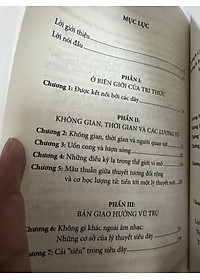 MỤC LỤC
Lời giới thiệu
Lời nói đầu
PHẦN I:
Ở BIÊN GIỚI CỦA TRI THỨC
Chương 1: Được kết nối bởi các dây
PHẦN II:
KHÔNG GIAN, THỜI GIAN VÀ CÁC LƯỢNG TỬ
Chương 2: Không gian, thời gian và người quan sát
Chương 3: Uốn cong và lượn sóng
Chương 4: Những điều kỳ lạ trong thế giới vi mô
Chương 5: Mâu thuẫn giữa thuyết tương đối rộng
và cơ học lượng tử: tiến tới một lý thuyết mới
PHẦN III:
BẢN GIAO HƯỞNG VŨ TRỤ
Chương 6: Không gì khác ngoài âm nhạc:
Những cơ sở của lý thuyết siêu dây
Chương 7: Cái "siêu" trong siêu dây